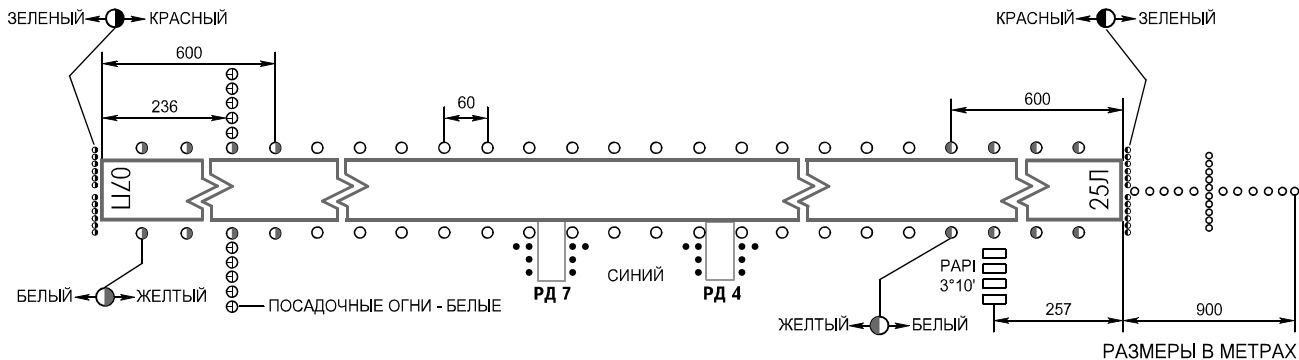 ЗЕЛЕНЫЙ КРАСНЫЙ
КРАСНЫЙ ЗЕЛЕНЫЙ
600
236
60
600
07П
25Л
БЕЛЫЙ ЖЕЛТЫЙ
ПОСАДОЧНЫЕ ОГНИ - БЕЛЫЕ
РД 7
СИНИЙ
РД 4
ЖЕЛТЫЙ БЕЛЫЙ
PAPI
3°10'
257
900
РАЗМЕРЫ В МЕТРАХ